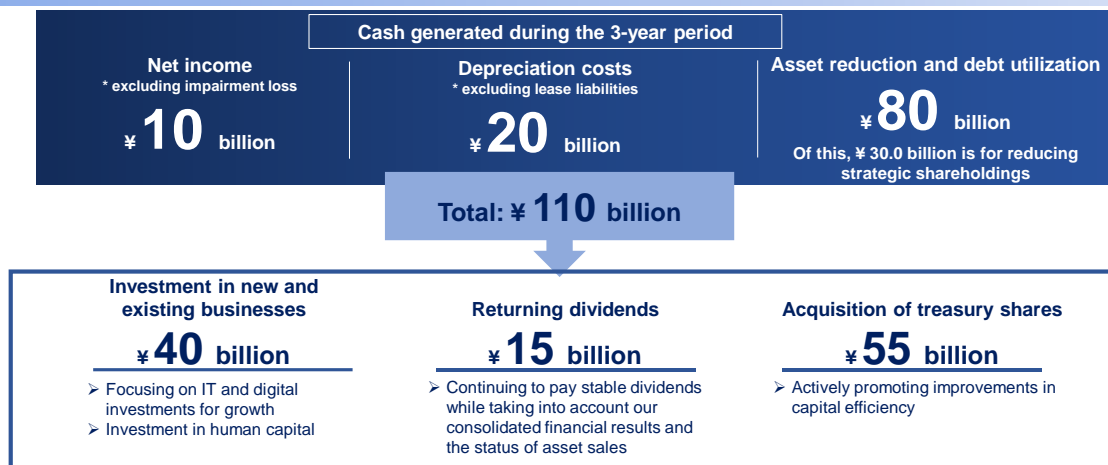 Cash generated during the 3-year period
Net income
* excluding impairment loss
¥ 10 billion
Depreciation costs
* excluding lease liabilities
¥ 20 billion
Asset reduction and debt utilization
¥ 80 billion
Of this, ¥ 30.0 billion is for reducing
strategic shareholdings
Total: ¥ 110 billion
Investment in new and
existing businesses
¥ 40 billion
➢ Focusing on IT and digital
investments for growth
➢ Investment in human capital
Returning dividends
¥ 15 billion
➢ Continuing to pay stable dividends
while taking into account our
consolidated financial results and
the status of asset sales
Acquisition of treasury shares
¥ 55 billion
➢ Actively promoting improvements in
capital efficiency